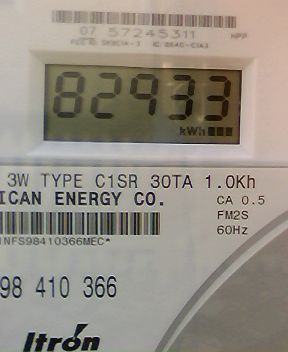 07 57245311
82933
kWh
3W TYPE C1SR 30TA 1.0Kh
ICAN ENERGY CO.
CA 0.5
FM2S
60Hz
INFS98410366MEC*
98 410 366
Itron